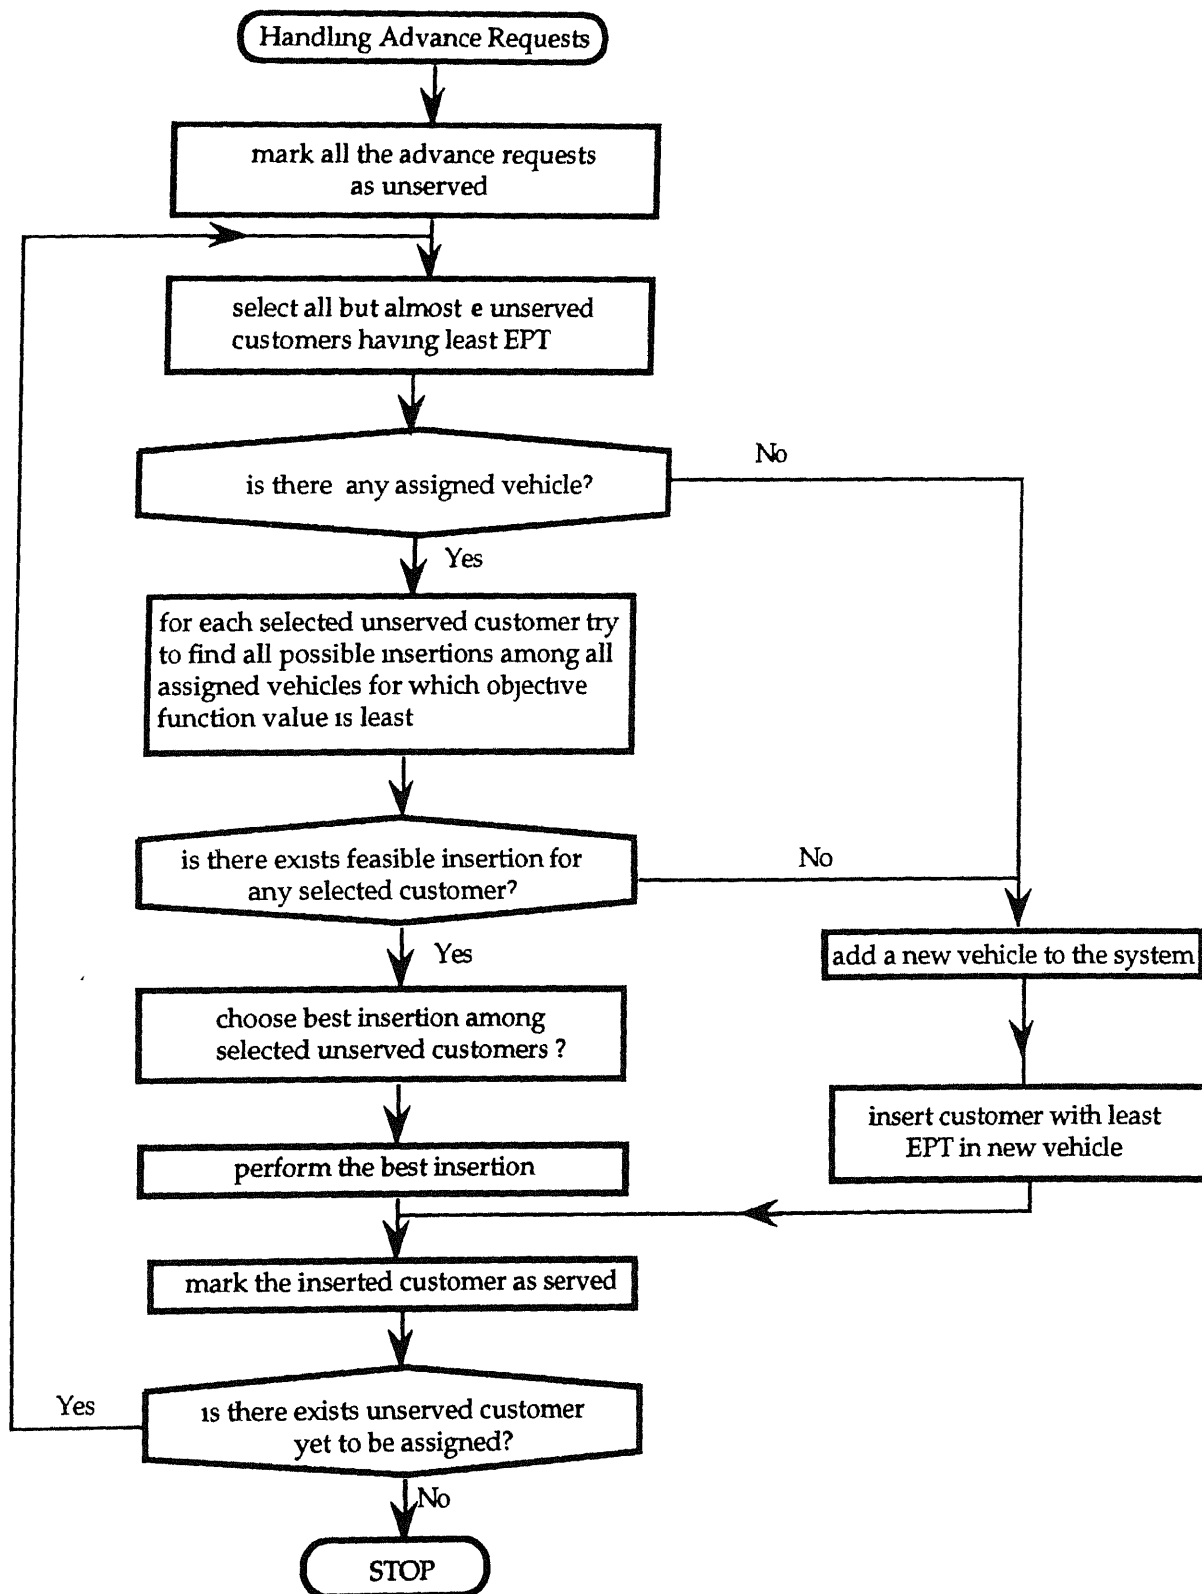 Handling Advance Requests
mark all the advance requests
as unserved
select all but almost e unserved
customers having least EPT
is there any assigned vehicle?
No
Yes
for each selected unserved customer try
to find all possible insertions among all
assigned vehicles for which objective
function value is least
is there exists feasible insertion for
any selected customer?
No
Yes
add a new vehicle to the system
choose best insertion among
selected unserved customers ?
insert customer with least
EPT in new vehicle
perform the best insertion
mark the inserted customer as served
Yes
is there exists unserved customer
yet to be assigned?
No
STOP